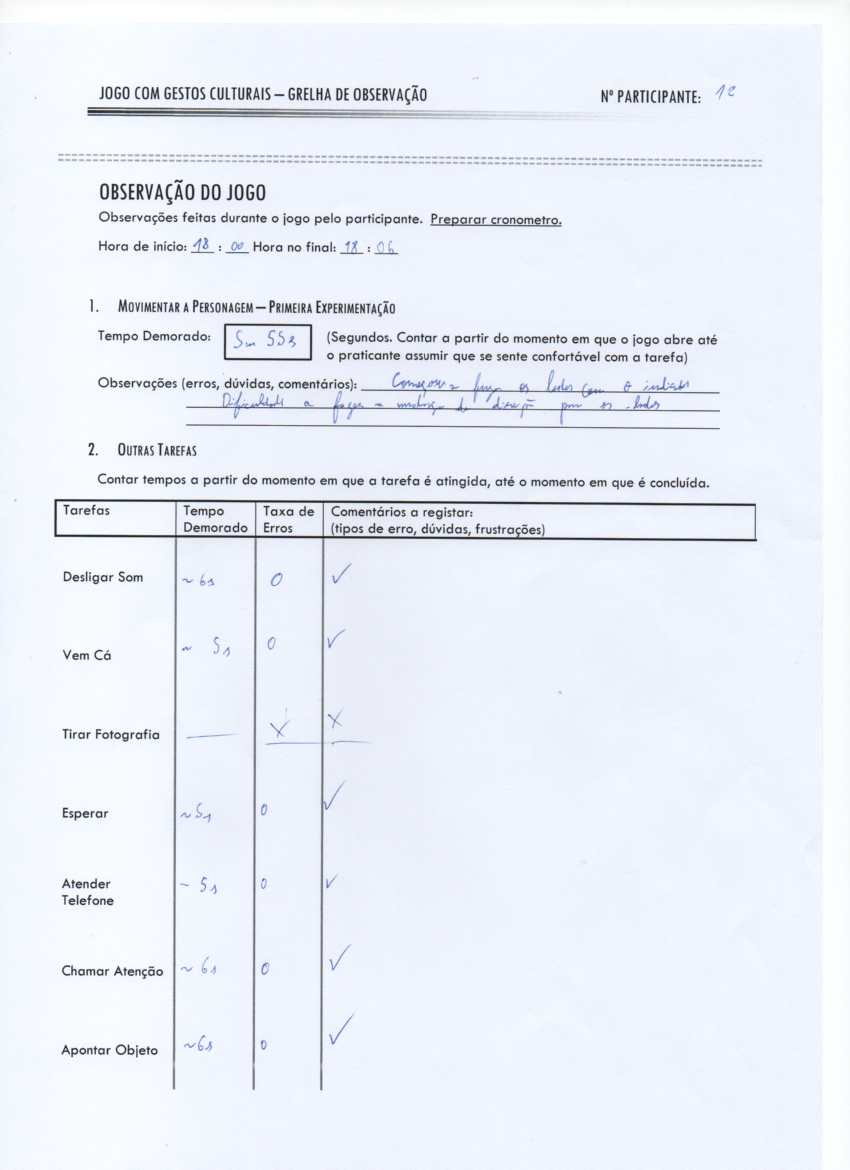 JOGO COM GESTOS CULTURAIS – GRELHA DE OBSERVAÇÃO Nº PARTICIPANTE:
OBSERVAÇÃO DO JOGO
Observações feitas durante o jogo pelo participante. Preparar cronometro.
Hora de início: 18 : 00 Hora no final: 18 : 06
1. MOVIMENTAR A PERSONAGEM – PRIMEIRA EXPERIMENTAÇÃO
Tempo Demorado: 5m 55s (Segundos. Contar a partir do momento em que o jogo abre até
o praticante assumir que se sente confortável com a tarefa)
Observações (erros, dúvidas, comentários): os lados com o
Dificuldade a fazer a mudança de direção para os lados
2. OUTRAS TAREFAS
Contar tempos a partir do momento em que a tarefa é atingida, até o momento em que é concluída.
Tarefas Tempo Demorado Taxa de Erros Comentários a registar:
(tipos de erro, dúvidas, frustrações)
Desligar Som ~ 6s 0 ✓
Vem Cá ~ 5s 0 ✓
Tirar Fotografia — X X
Esperar ~5s 0 ✓
Atender Telefone ~ 5s 0 ✓
Chamar Atenção ~ 6s 0 ✓
Apontar Objeto ~6s 0 ✓